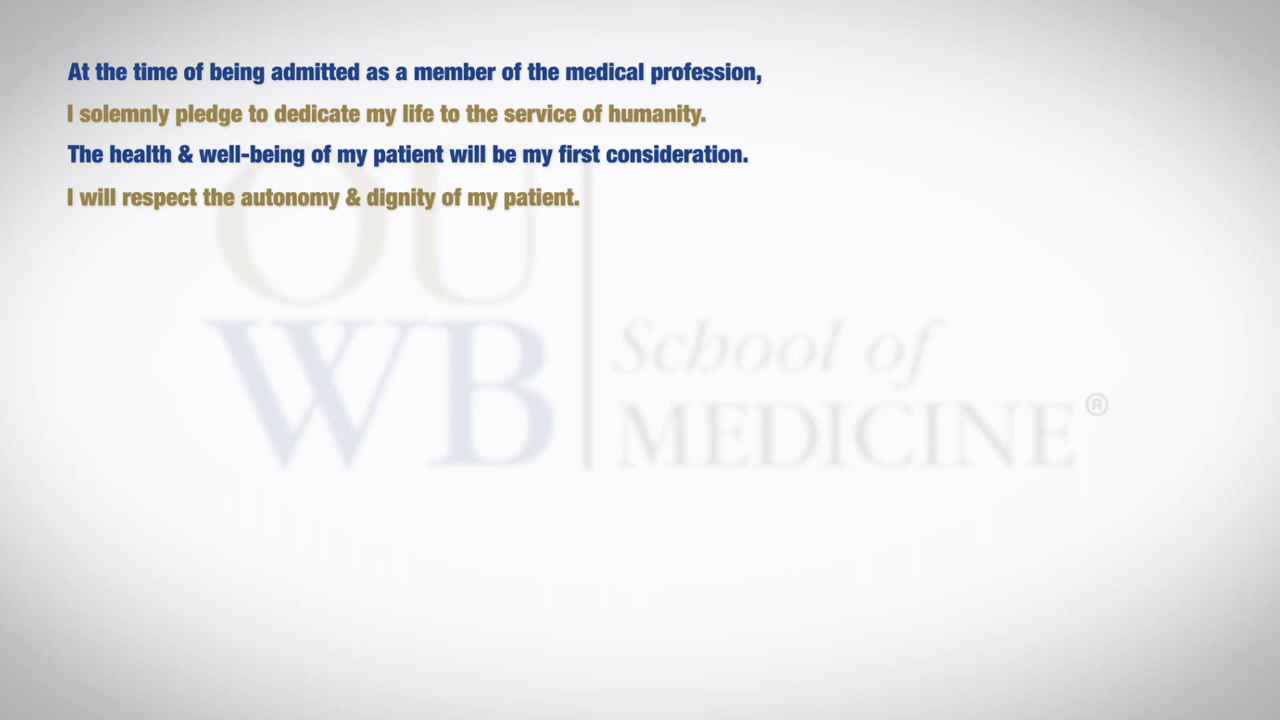 At the time of being admitted as a member of the medical profession,
I solemnly pledge to dedicate my life to the service of humanity.
The health & well-being of my patient will be my first consideration.
I will respect the autonomy & dignity of my patient.
OU
WB
School of
MEDICINE®